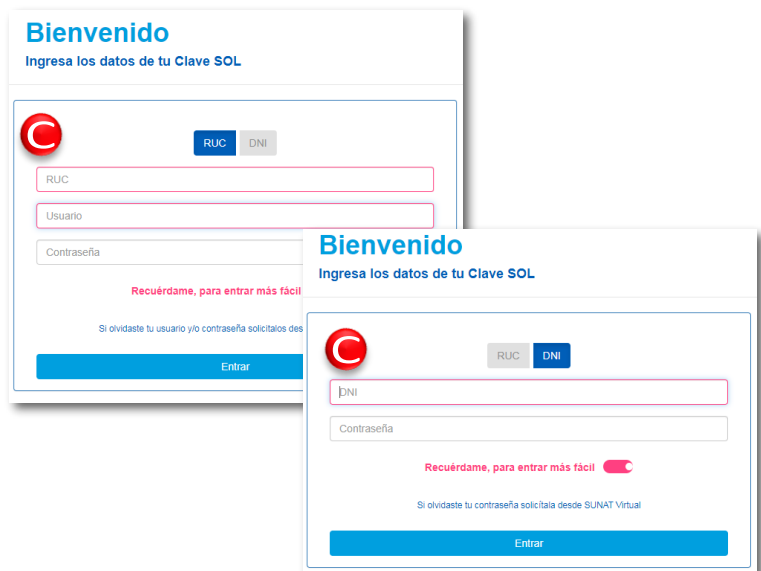 Bienvenido
Ingresa los datos de tu Clave SOL
C
RUC DNI
RUC
Usuario
Contraseña
Recuérdame, para entrar más fácil
Si olvidaste tu usuario y/o contraseña solicitalos des
Entrar
Bienvenido
Ingresa los datos de tu Clave SOL
C
RUC DNI
DNI
Contraseña
Recuérdame, para entrar más fácil
Si olvidaste tu contraseña solicítala desde SUNAT Virtual
Entrar